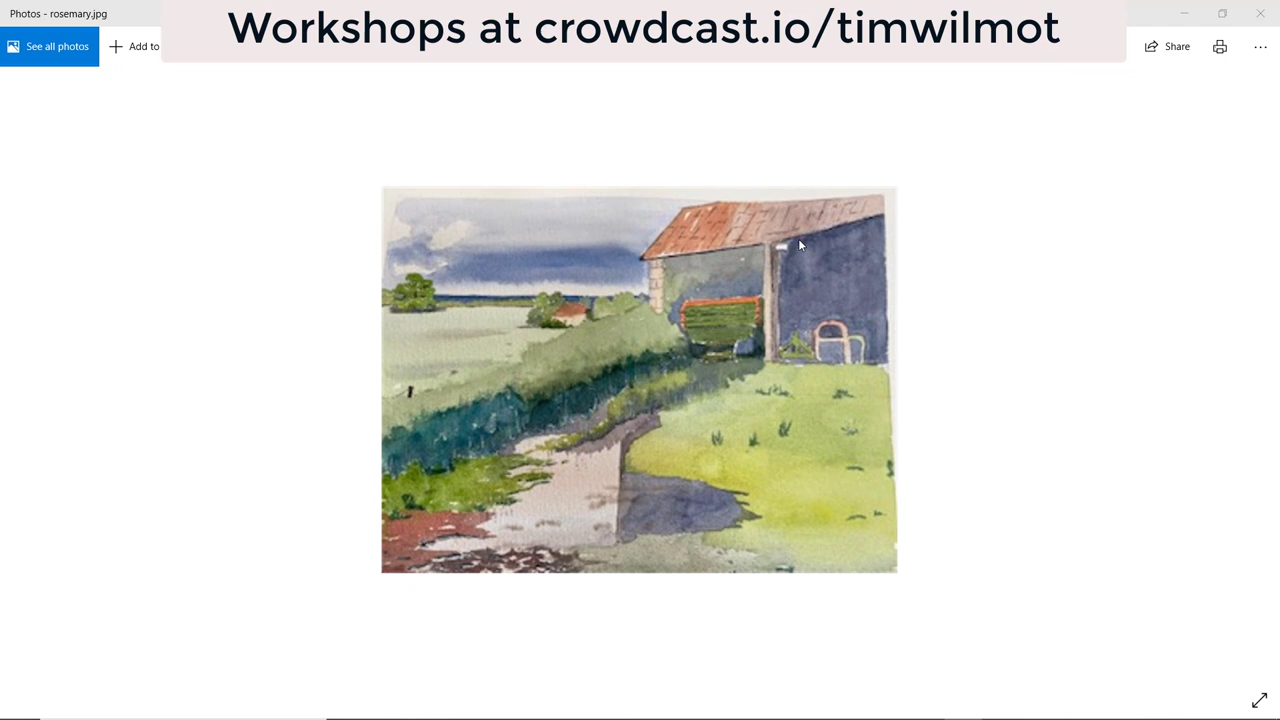 Photos - rosemary.jpg
Workshops at crowdcast.io/timwilmot
See all photos
Add to
Share